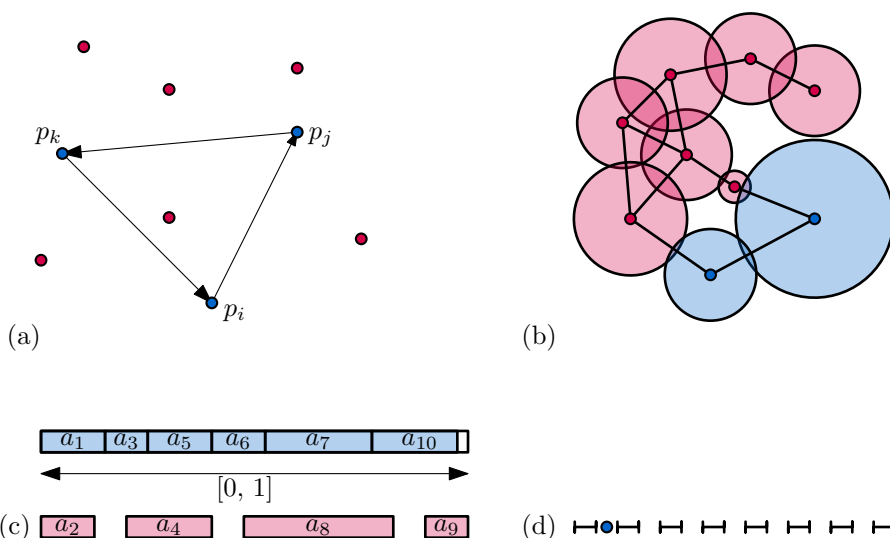 p_k
p_j
p_i
(a)
(b)
a_1 a_3 a_5 a_6 a_7 a_10
[0, 1]
(c) a_2 a_4 a_8 a_9
(d)